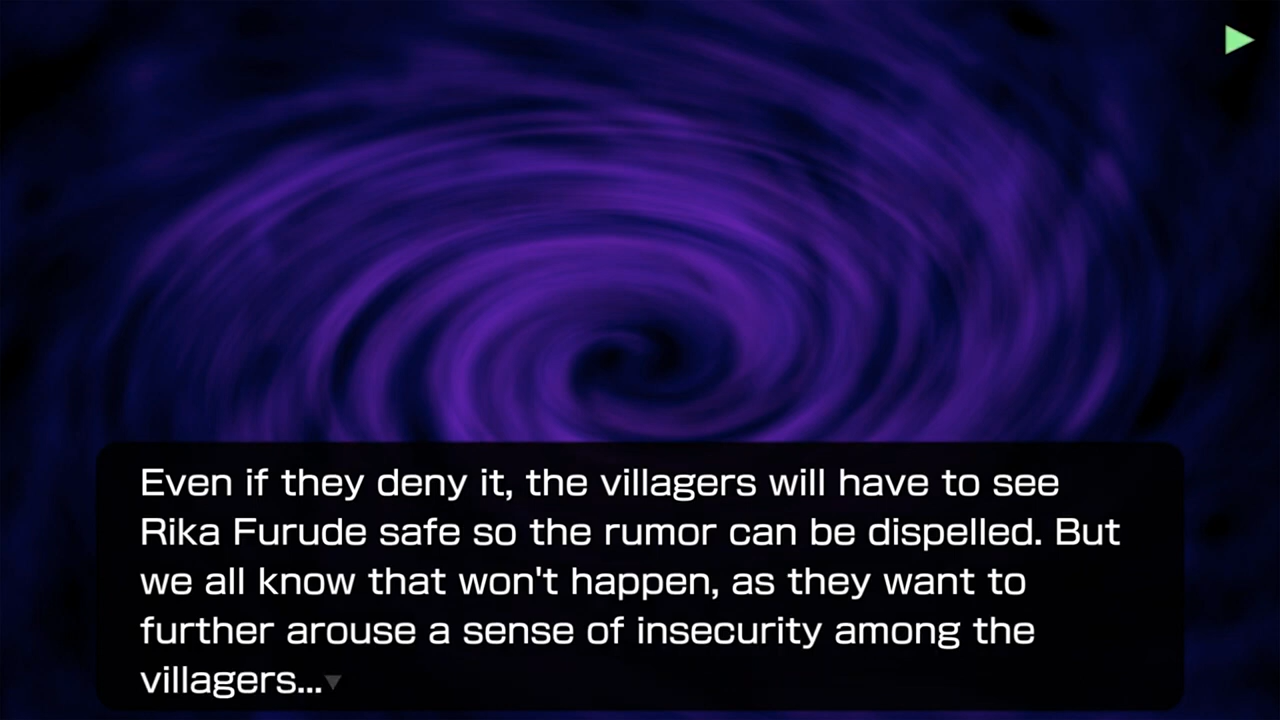 Even if they deny it, the villagers will have to see
Rika Furude safe so the rumor can be dispelled. But
we all know that won't happen, as they want to
further arouse a sense of insecurity among the
villagers...